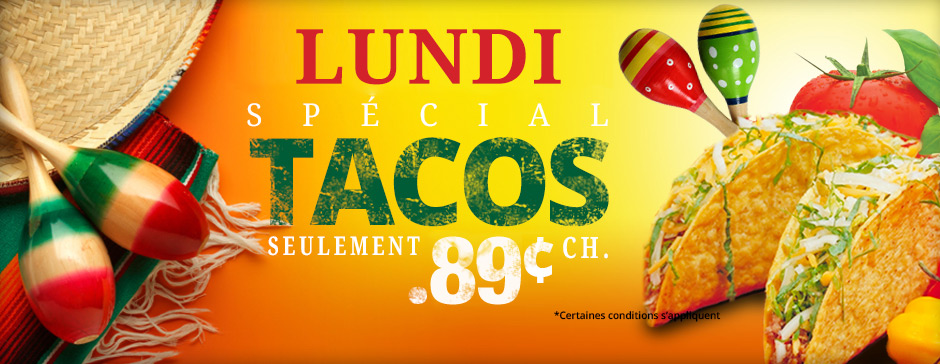 LUNDI
SPÉCIAL
TACOS
SEULEMENT .89¢ CH.
*Certaines conditions s'appliquent